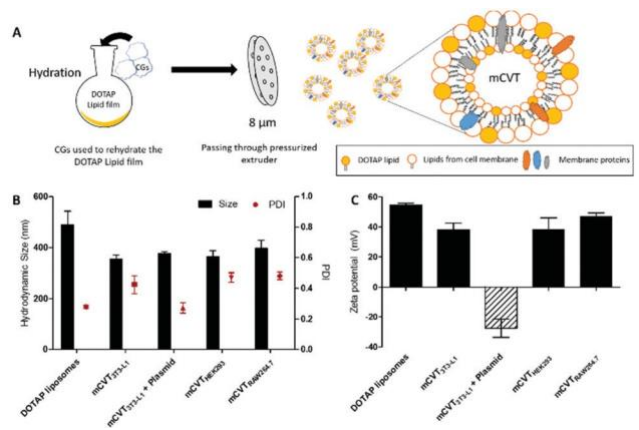 A
Hydration
CGs
DOTAP
Lipid film
CGs used to rehydrate the
DOTAP Lipid film
8 µm
Passing through pressurized
extruder
mCVT
DOTAP lipid
Lipids from cell membrane
Membrane proteins
B
Size
PDI
Hydrodynamic Size (nm)
600
400
200
0
1.0
0.8
0.6
0.4
0.2
0.0
PDI
DOTAP liposomes
mCVT3T3-L1
mCVT3T3-L1 + Plasmid
mCVTHEK293
mCVTRAW264.7
C
Zeta potential (mV)
60
40
20
0
-20
-40
DOTAP liposomes
mCVT3T3-L1
mCVT3T3-L1 + Plasmid
mCVTHEK293
mCVTRAW264.7